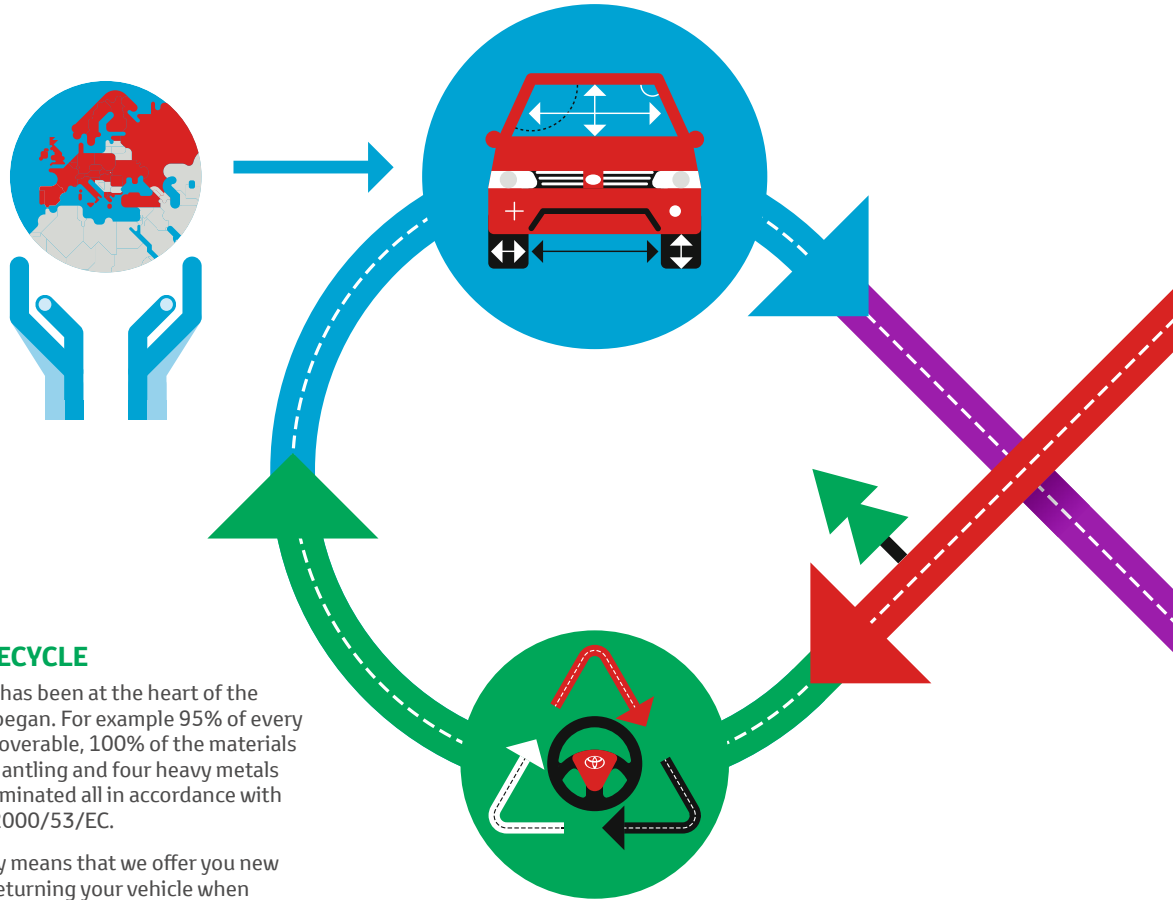 ECYCLE
has been at the heart of the
began. For example 95% of every
overable, 100% of the materials
antling and four heavy metals
minated all in accordance with
2000/53/EC.
y means that we offer you new
eturning your vehicle when